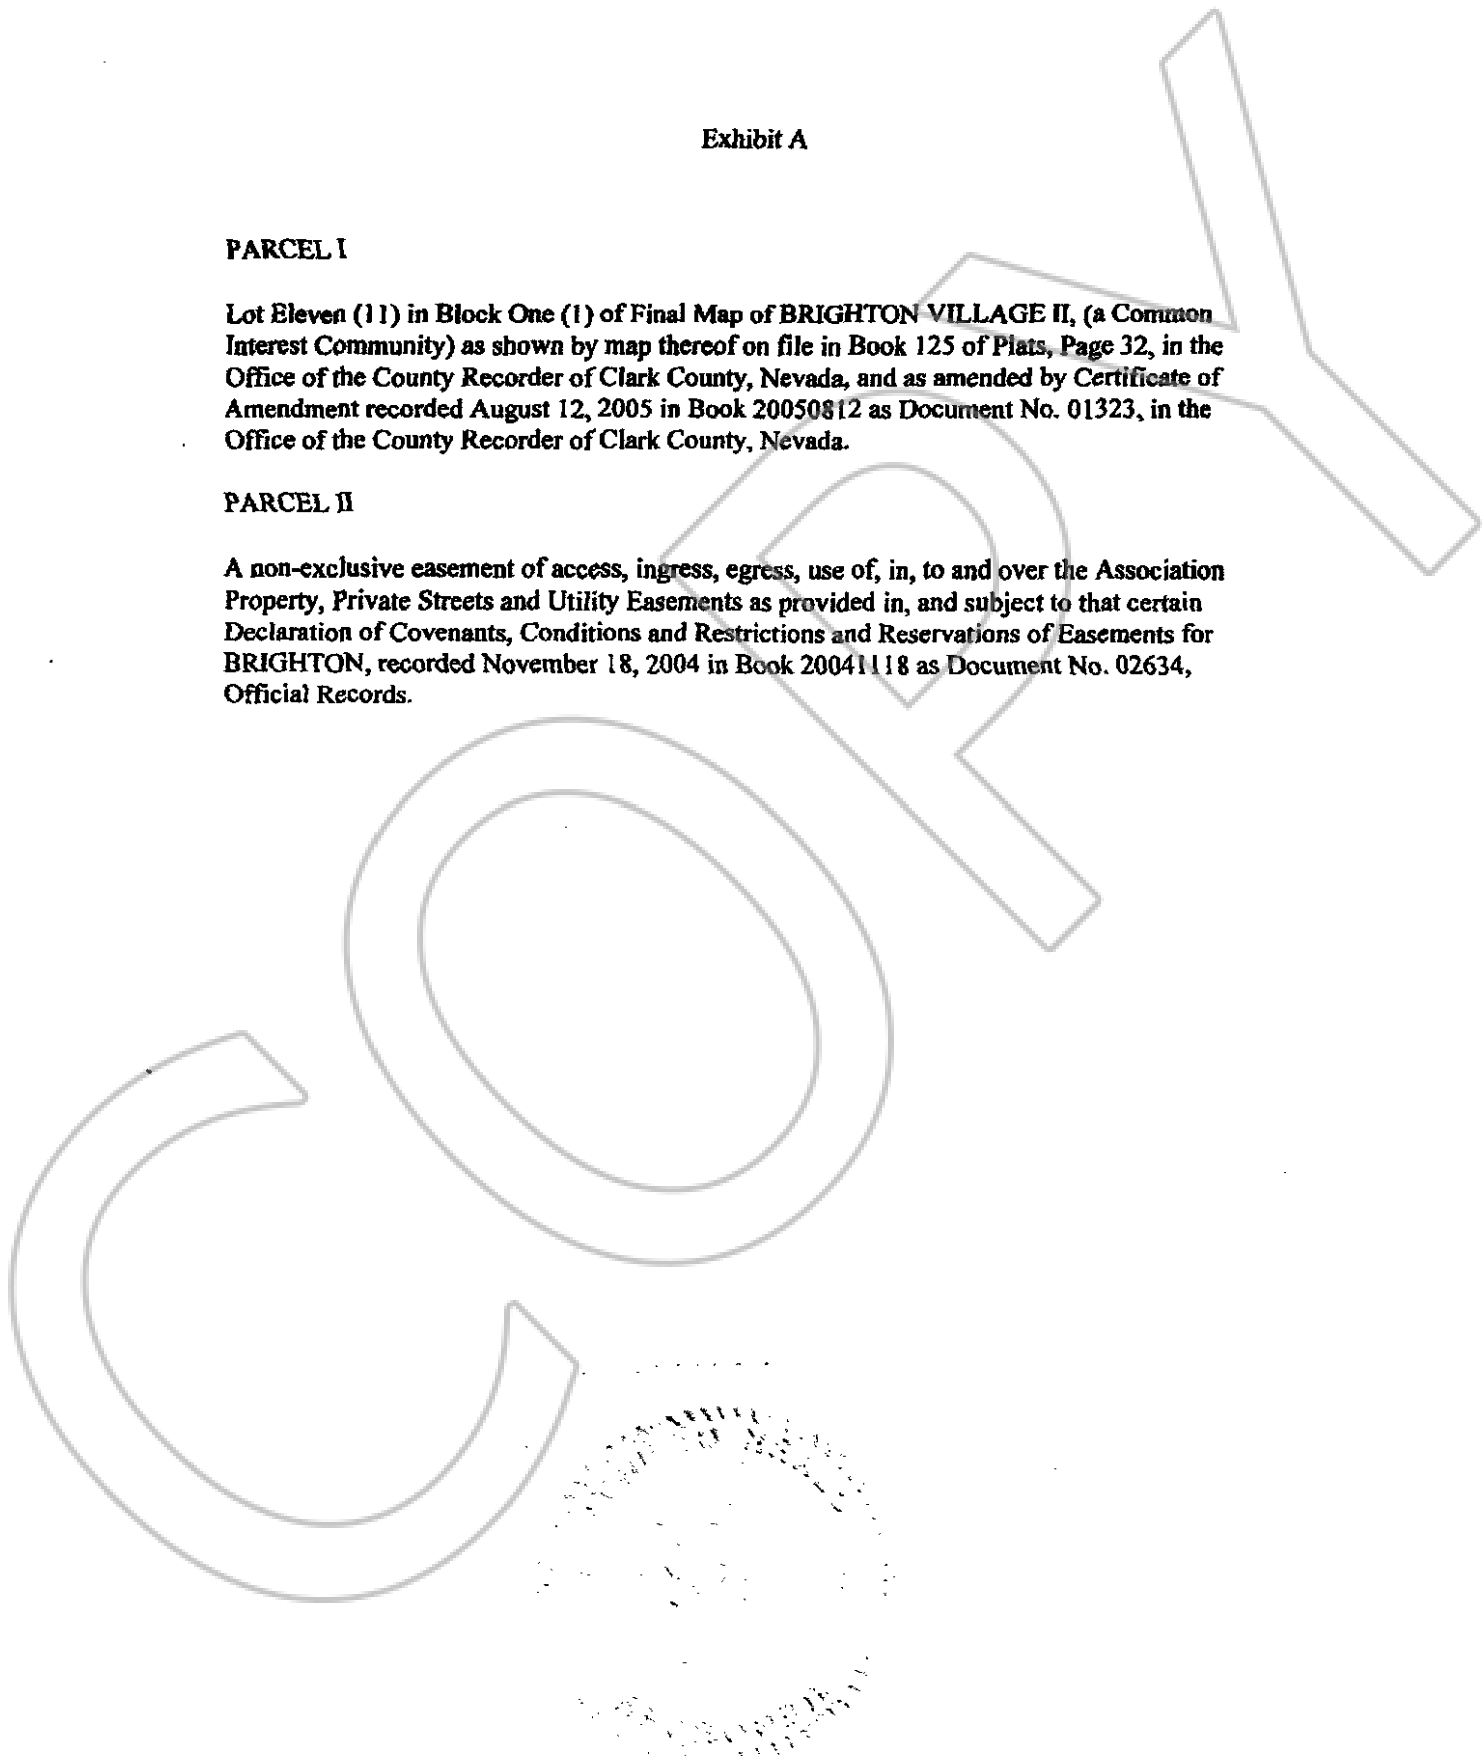 Exhibit A
PARCEL I
Lot Eleven (11) in Block One (1) of Final Map of BRIGHTON VILLAGE II, (a Common
Interest Community) as shown by map thereof on file in Book 125 of Plats, Page 32, in the
Office of the County Recorder of Clark County, Nevada, and as amended by Certificate of
Amendment recorded August 12, 2005 in Book 20050812 as Document No. 01323, in the
Office of the County Recorder of Clark County, Nevada.
PARCEL II
A non-exclusive easement of access, ingress, egress, use of, in, to and over the Association
Property, Private Streets and Utility Easements as provided in, and subject to that certain
Declaration of Covenants, Conditions and Restrictions and Reservations of Easements for
BRIGHTON, recorded November 18, 2004 in Book 20041118 as Document No. 02634,
Official Records.
COPY